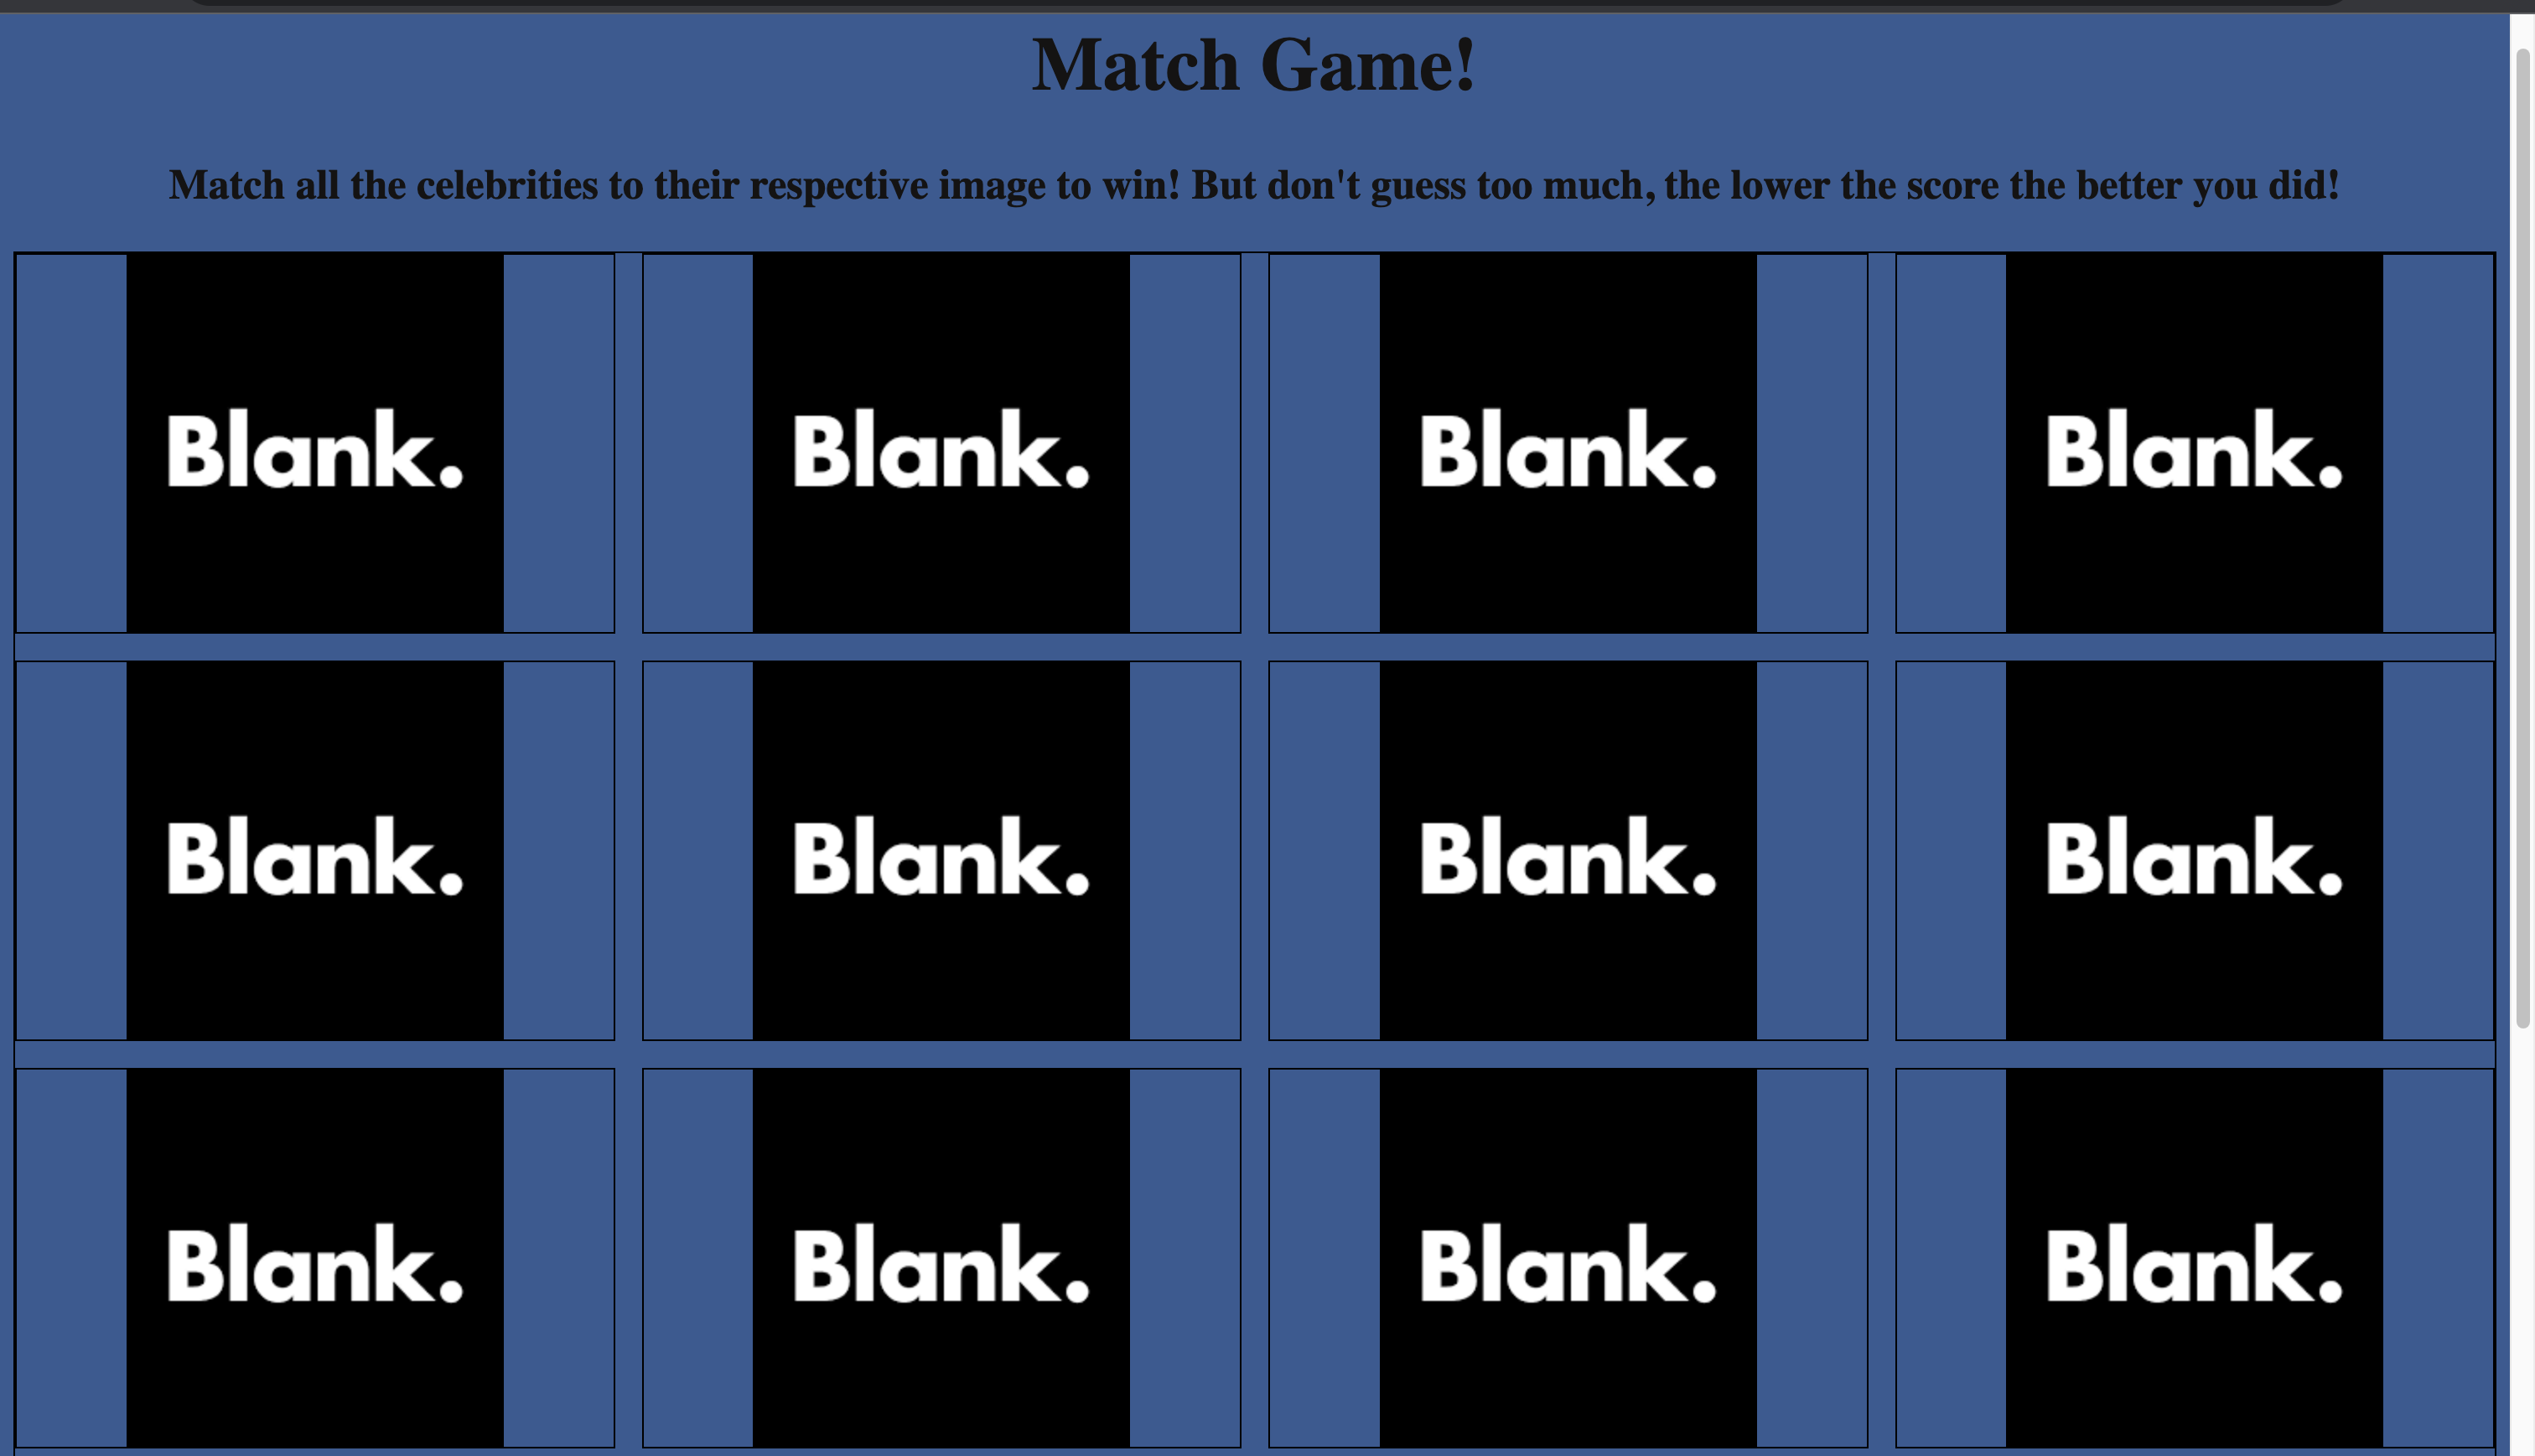 Match Game!
Match all the celebrities to their respective image to win! But don't guess too much, the lower the score the better you did!
Blank. Blank. Blank. Blank.
Blank. Blank. Blank. Blank.
Blank. Blank. Blank. Blank.